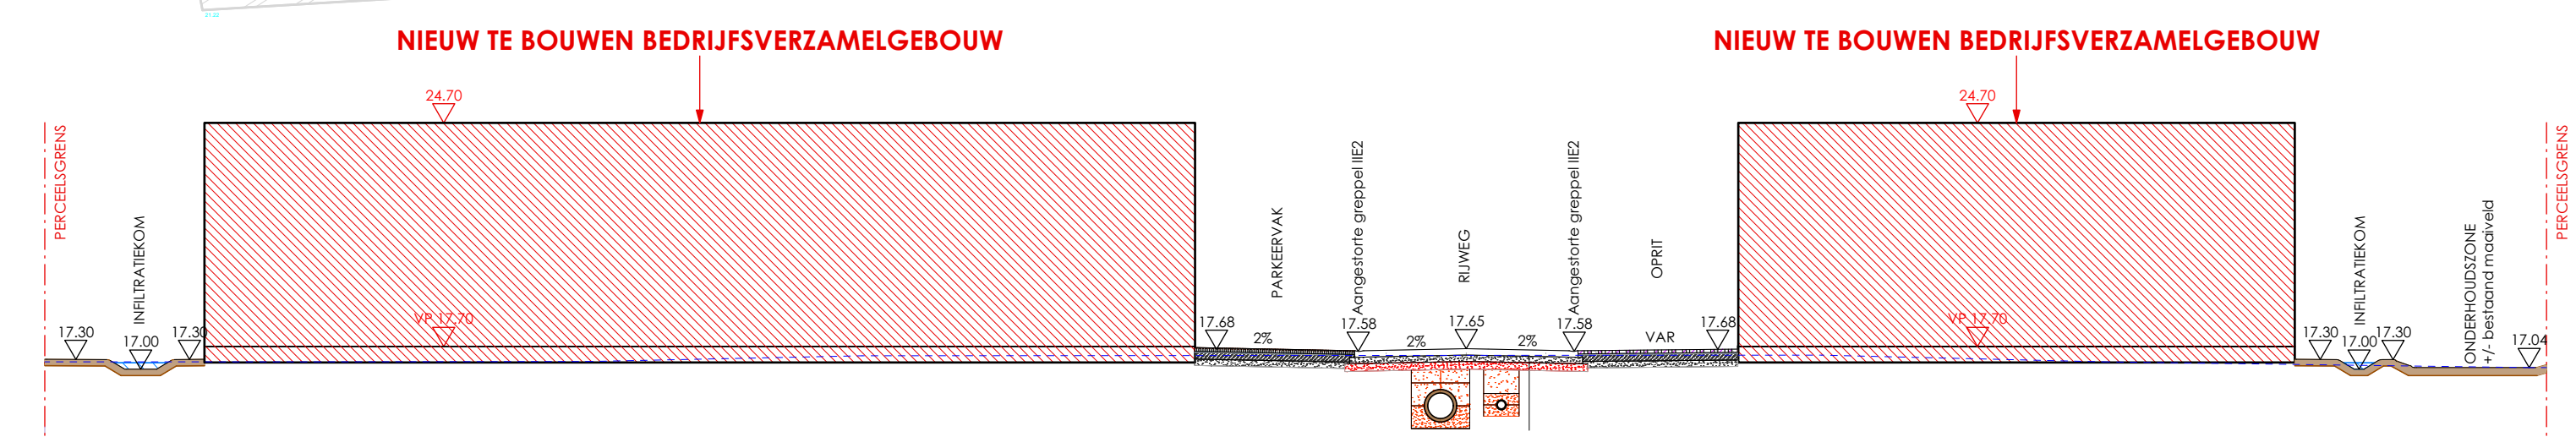 21.22
NIEUW TE BOUWEN BEDRIJFSVERZAMELGEBOUW
NIEUW TE BOUWEN BEDRIJFSVERZAMELGEBOUW
24.70
24.70
PERCEELSGRENS
INFILTRATIEKOM
17.30
17.00
17.30
VP 17.70
17.68
PARKEERVAK
2%
Aangestorte greppel IIE2
17.58
2%
RIJWEG
17.65
2%
Aangestorte greppel IIE2
17.58
OPRIT
VAR
17.68
VP 17.70
17.30
INFILTRATIEKOM
17.00
17.30
ONDERHOUDSZONE
+/- bestaand maaiveld
17.04
PERCEELSGRENS